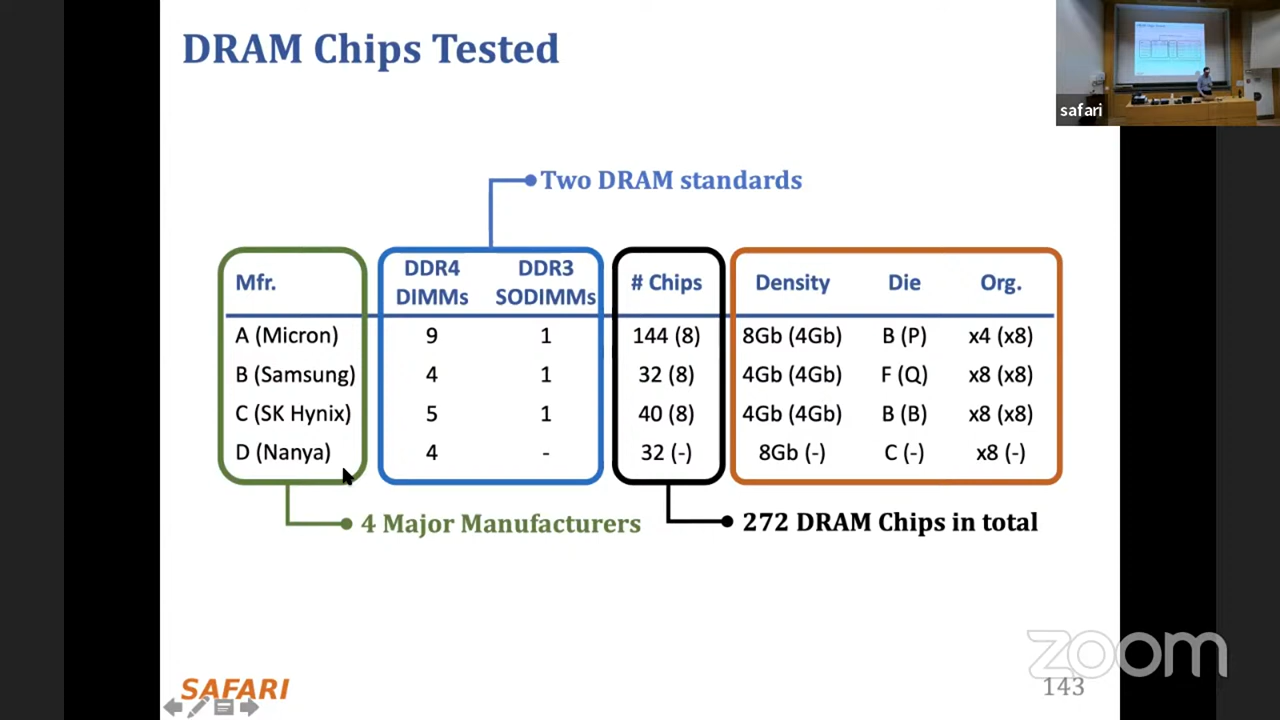 DRAM Chips Tested
safari
Two DRAM standards
Mfr. DDR4 DIMMs DDR3 SODIMMs # Chips Density Die Org.
A (Micron) 9 1 144 (8) 8Gb (4Gb) B (P) x4 (x8)
B (Samsung) 4 1 32 (8) 4Gb (4Gb) F (Q) x8 (x8)
C (SK Hynix) 5 1 40 (8) 4Gb (4Gb) B (B) x8 (x8)
D (Nanya) 4 - 32 (-) 8Gb (-) C (-) x8 (-)
4 Major Manufacturers
272 DRAM Chips in total
zoom
SAFARI
143